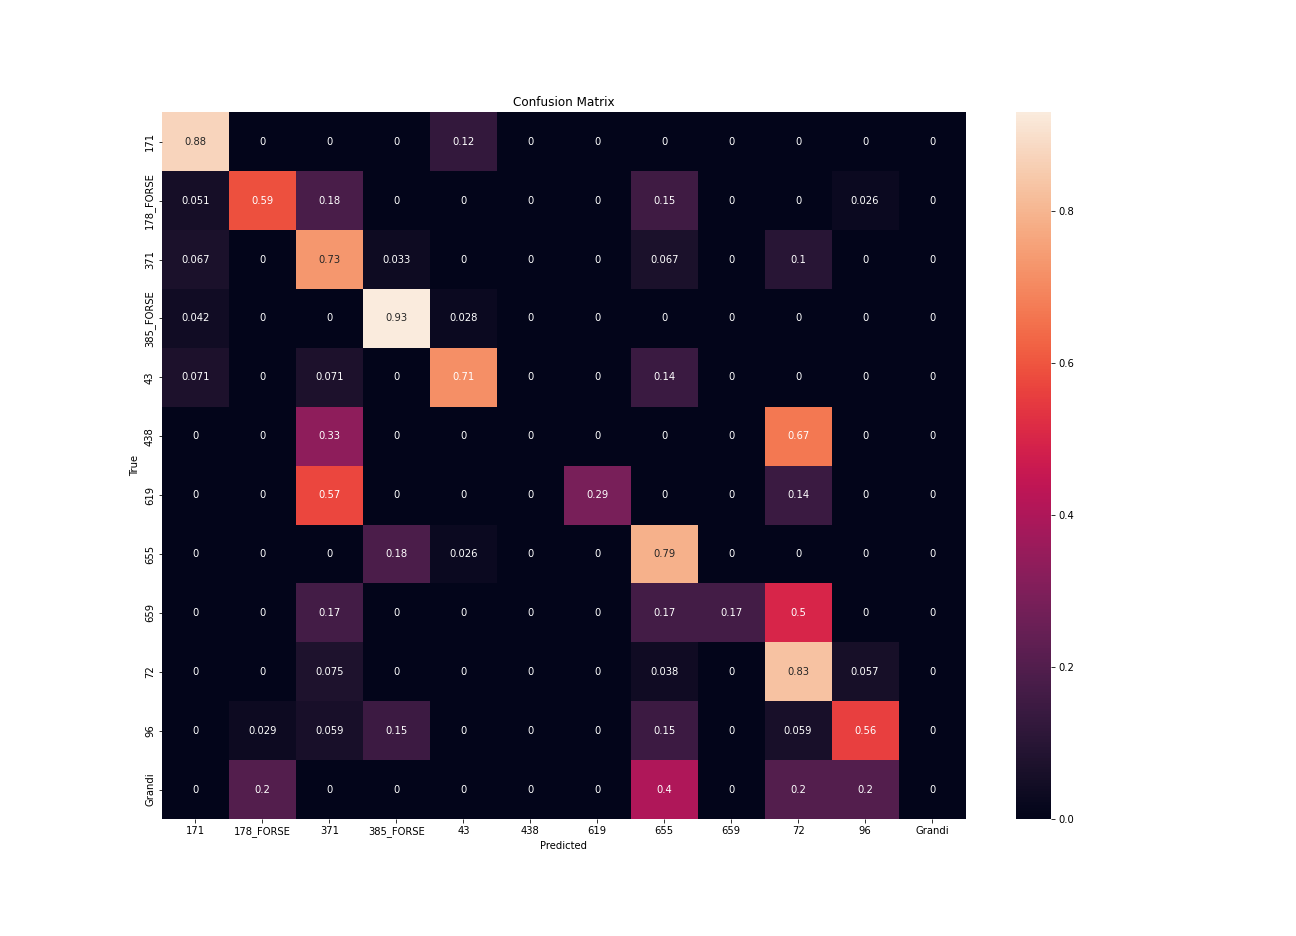 Confusion Matrix
171 0.88 0 0 0 0.12 0 0 0 0 0 0 0
178_FORSE 0.051 0.59 0.18 0 0 0 0 0.15 0 0 0.026 0
371 0.067 0 0.73 0.033 0 0 0 0.067 0 0.1 0 0
385_FORSE 0.042 0 0 0.93 0.028 0 0 0 0 0 0 0
43 0.071 0 0.071 0 0.71 0 0 0.14 0 0 0 0
438 0 0 0.33 0 0 0 0 0 0 0.67 0 0
619 0 0 0.57 0 0 0 0.29 0 0 0.14 0 0
655 0 0 0 0.18 0.026 0 0 0.79 0 0 0 0
659 0 0 0.17 0 0 0 0 0.17 0.17 0.5 0 0
72 0 0 0.075 0 0 0 0 0.038 0 0.83 0.057 0
96 0 0.029 0.059 0.15 0 0 0 0.15 0 0.059 0.56 0
Grandi 0 0.2 0 0 0 0 0 0.4 0 0.2 0.2 0
171 178_FORSE 371 385_FORSE 43 438 619 655 659 72 96 Grandi
Predicted
True
0.8
0.6
0.4
0.2
0.0